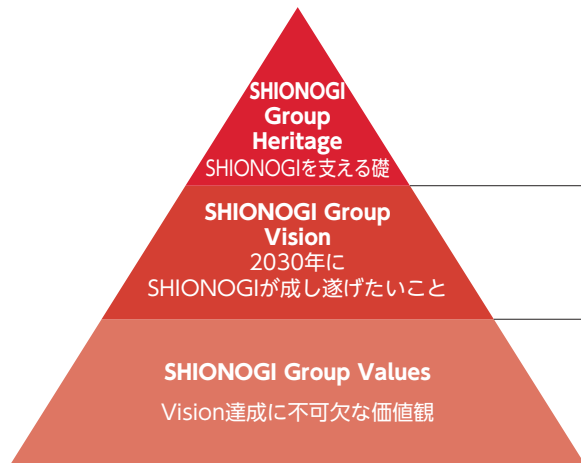 SHIONOGI
Group
Heritage
SHIONOGIを支える礎
SHIONOGI Group
Vision
2030年に
SHIONOGIが成し遂げたいこと
SHIONOGI Group Values
Vision達成に不可欠な価値観